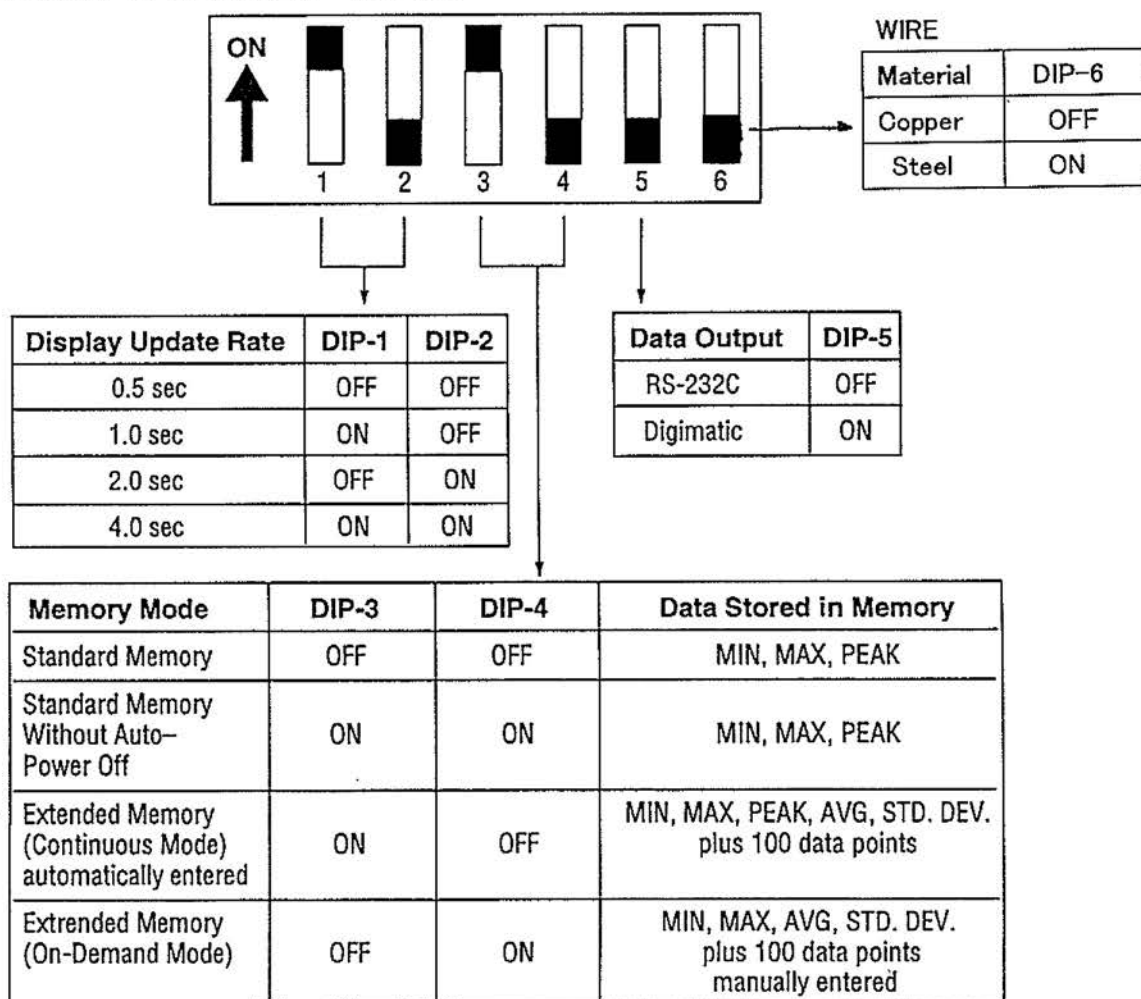 ON
1 2 3 4 5 6
WIRE
Material DIP–6
Copper OFF
Steel ON
Display Update Rate DIP-1 DIP-2
0.5 sec OFF OFF
1.0 sec ON OFF
2.0 sec OFF ON
4.0 sec ON ON
Data Output DIP-5
RS-232C OFF
Digimatic ON
Memory Mode DIP-3 DIP-4 Data Stored in Memory
Standard Memory OFF OFF MIN, MAX, PEAK
Standard Memory
Without Auto–
Power Off
ON ON MIN, MAX, PEAK
Extended Memory
(Continuous Mode)
automatically entered
ON OFF
MIN, MAX, PEAK, AVG, STD. DEV.
plus 100 data points
Extrended Memory
(On-Demand Mode)
OFF ON
MIN, MAX, AVG, STD. DEV.
plus 100 data points
manually entered